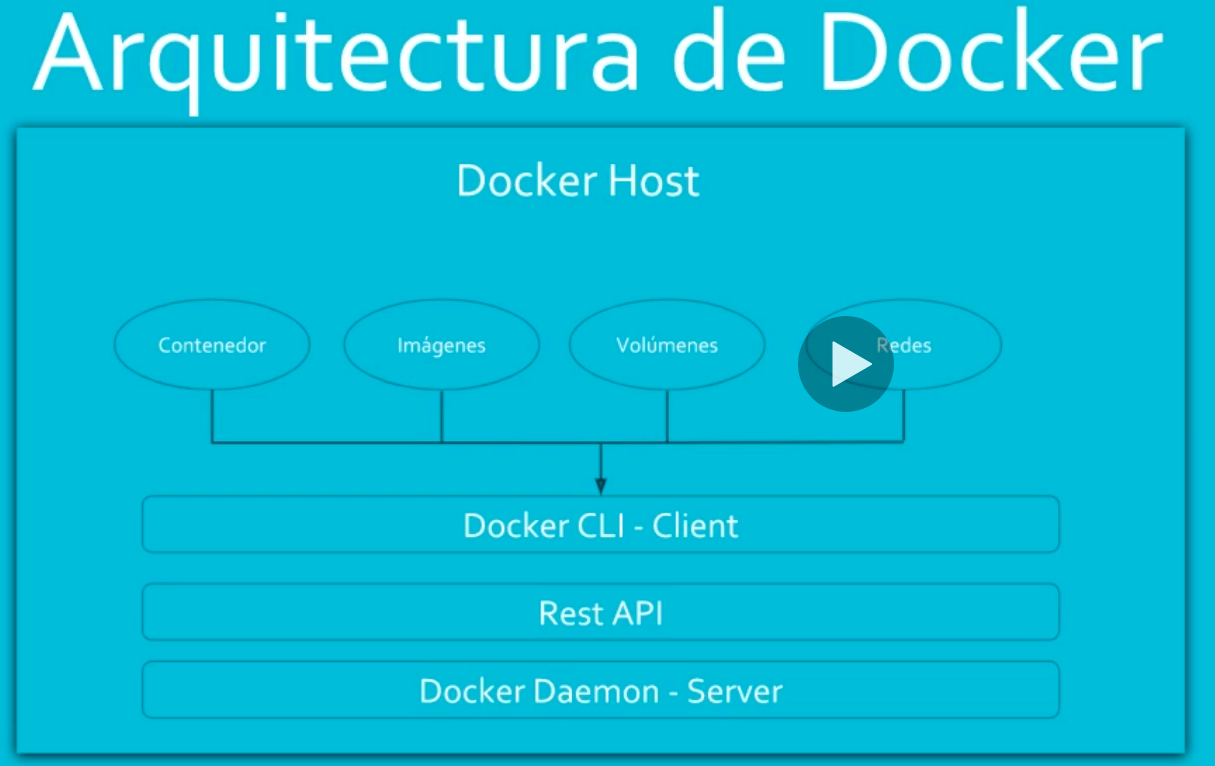 Arquitectura de Docker
Docker Host
Contenedor
Imágenes
Volúmenes
Redes
Docker CLI - Client
Rest API
Docker Daemon - Server